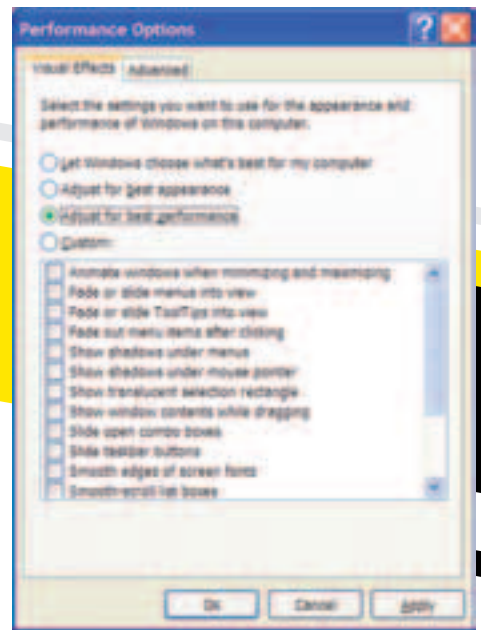 Performance Options
Visual Effects Advanced
Select the settings you want to use for the appearance and
performance of Windows on this computer.
Let Windows choose what's best for my computer
Adjust for best appearance
Adjust for best performance
Custom:
Animate windows when minimizing and maximizing
Fade or slide menus into view
Fade or slide ToolTips into view
Fade out menu items after clicking
Show shadows under menus
Show shadows under mouse pointer
Show translucent selection rectangle
Show window contents while dragging
Slide open combo boxes
Slide taskbar buttons
Smooth edges of screen fonts
Smooth-scroll list boxes
OK Cancel Apply